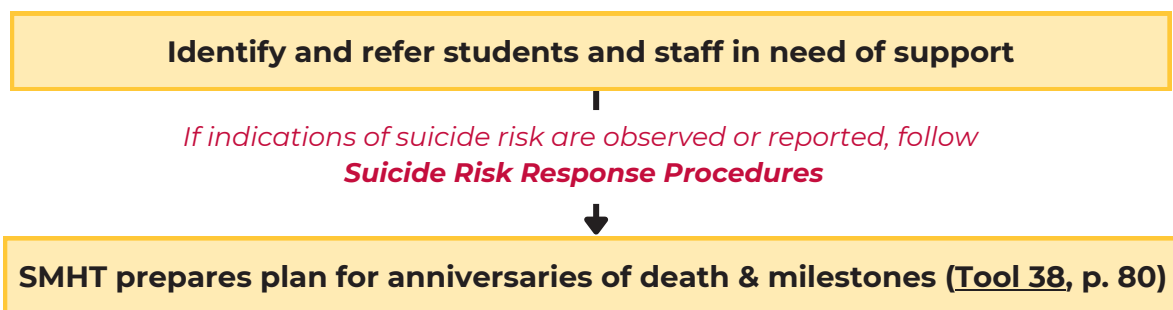 Identify and refer students and staff in need of support
If indications of suicide risk are observed or reported, follow
Suicide Risk Response Procedures
SMHT prepares plan for anniversaries of death & milestones (Tool 38, p. 80)